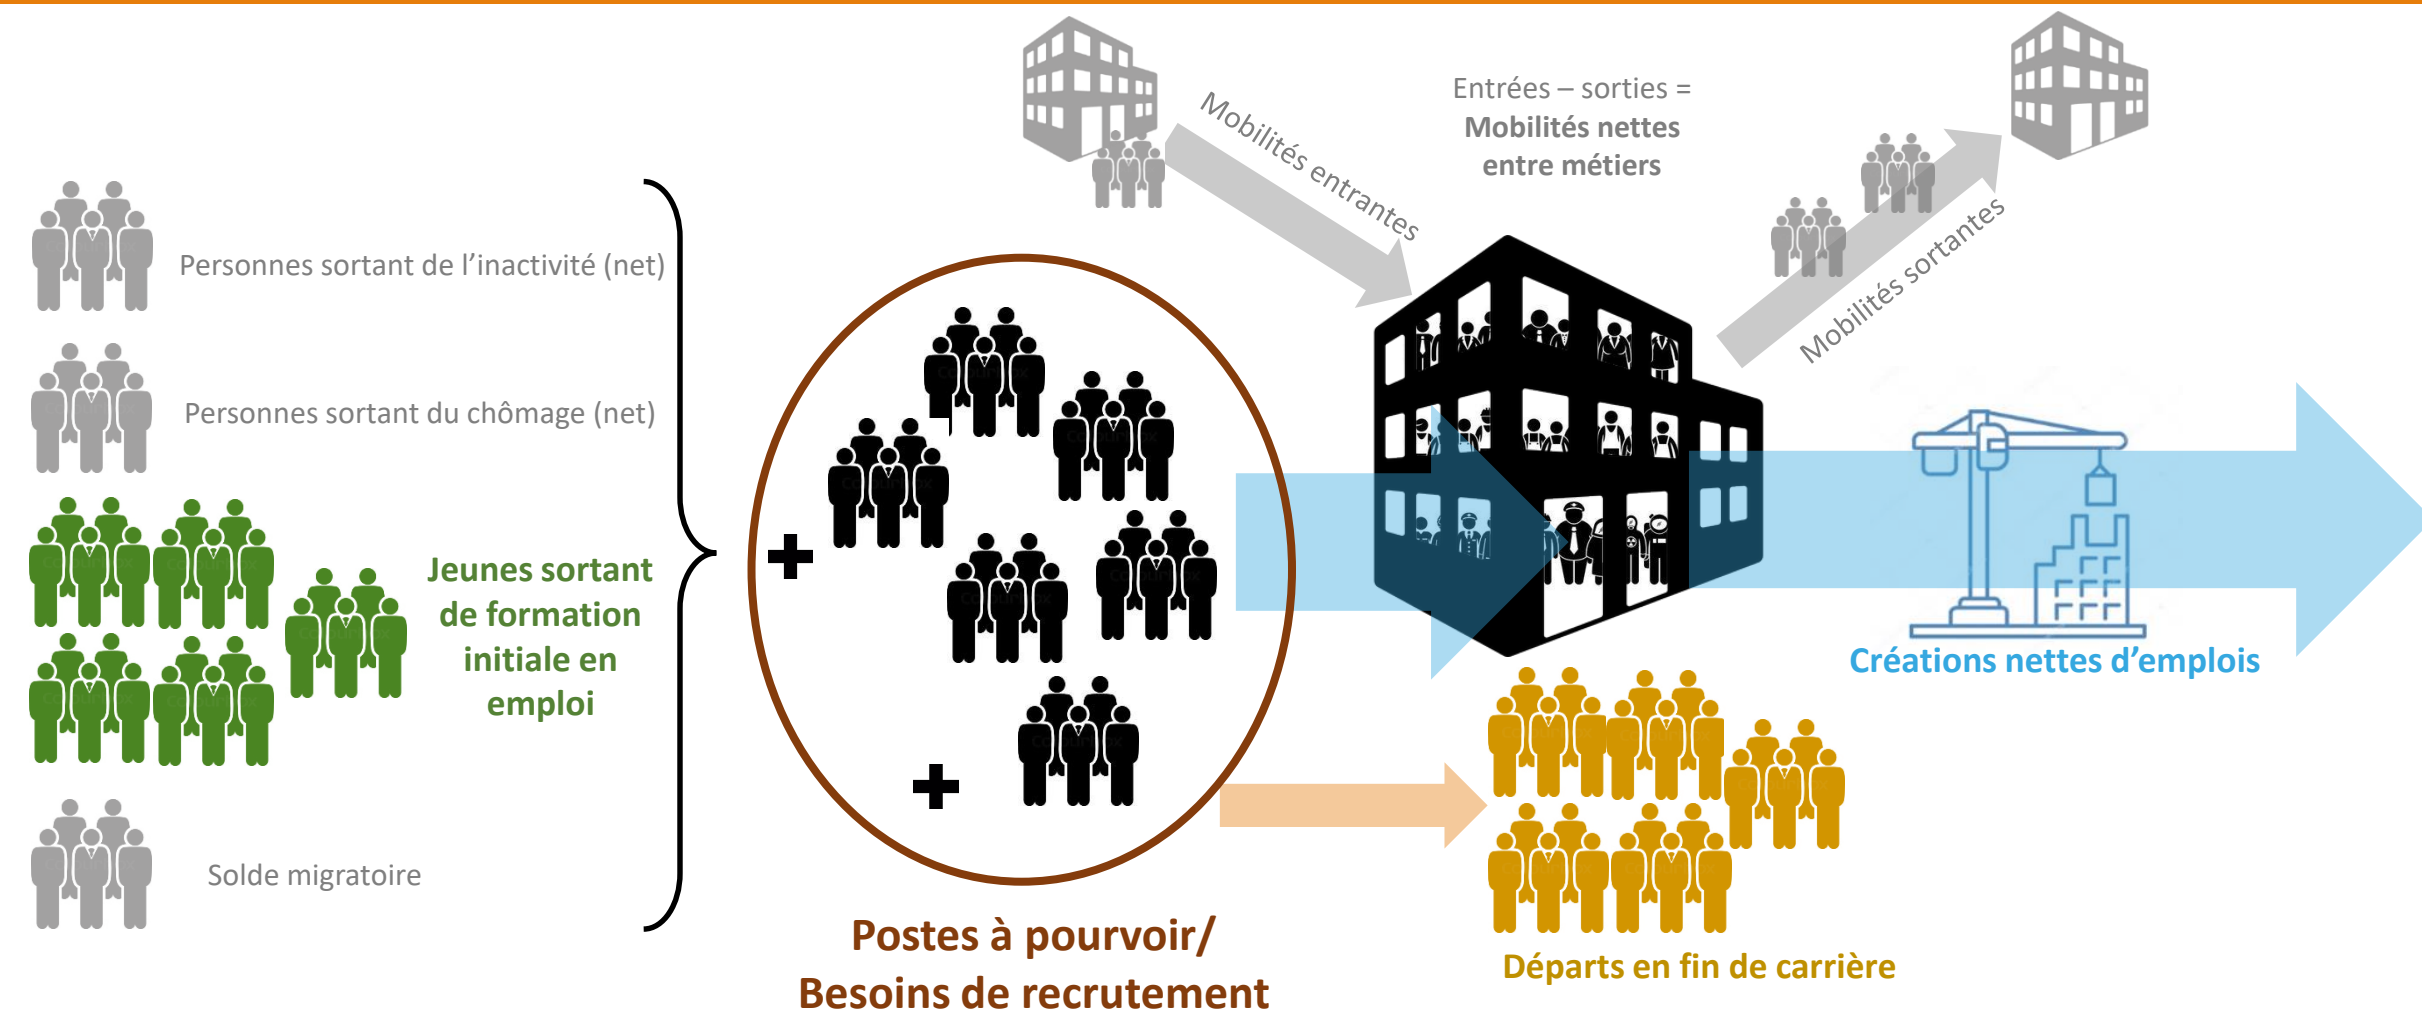 Personnes sortant de l’inactivité (net)
Personnes sortant du chômage (net)
Jeunes sortant
de formation
initiale en
emploi
Solde migratoire
Postes à pourvoir/
Besoins de recrutement
Mobilités entrantes
Entrées – sorties =
Mobilités nettes
entre métiers
Mobilités sortantes
Créations nettes d’emplois
Départs en fin de carrière